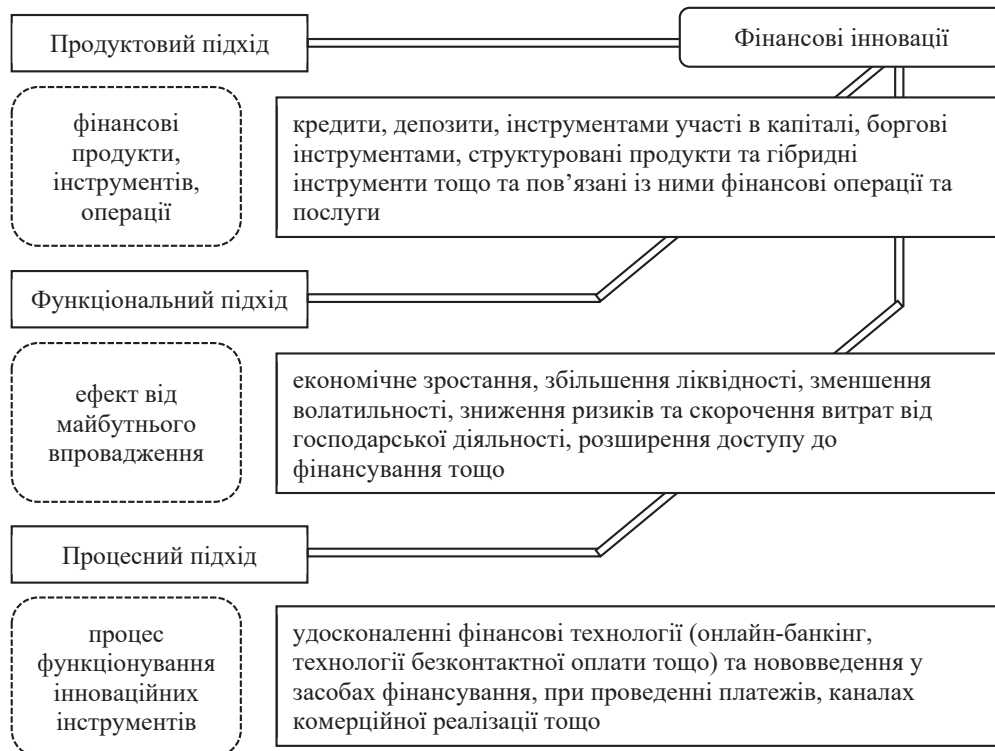 Продуктовий підхід
Фінансові інновації
фінансові
продукти,
інструментів,
операції
кредити, депозити, інструментами участі в капіталі, боргові
інструментами, структуровані продукти та гібридні
інструменти тощо та пов’язані із ними фінансові операції та
послуги
Функціональний підхід
ефект від
майбутнього
впровадження
економічне зростання, збільшення ліквідності, зменшення
волатильності, зниження ризиків та скорочення витрат від
господарської діяльності, розширення доступу до
фінансування тощо
Процесний підхід
процес
функціонування
інноваційних
інструментів
удосконаленні фінансові технології (онлайн-банкінг,
технології безконтактної оплати тощо) та нововведення у
засобах фінансування, при проведенні платежів, каналах
комерційної реалізації тощо